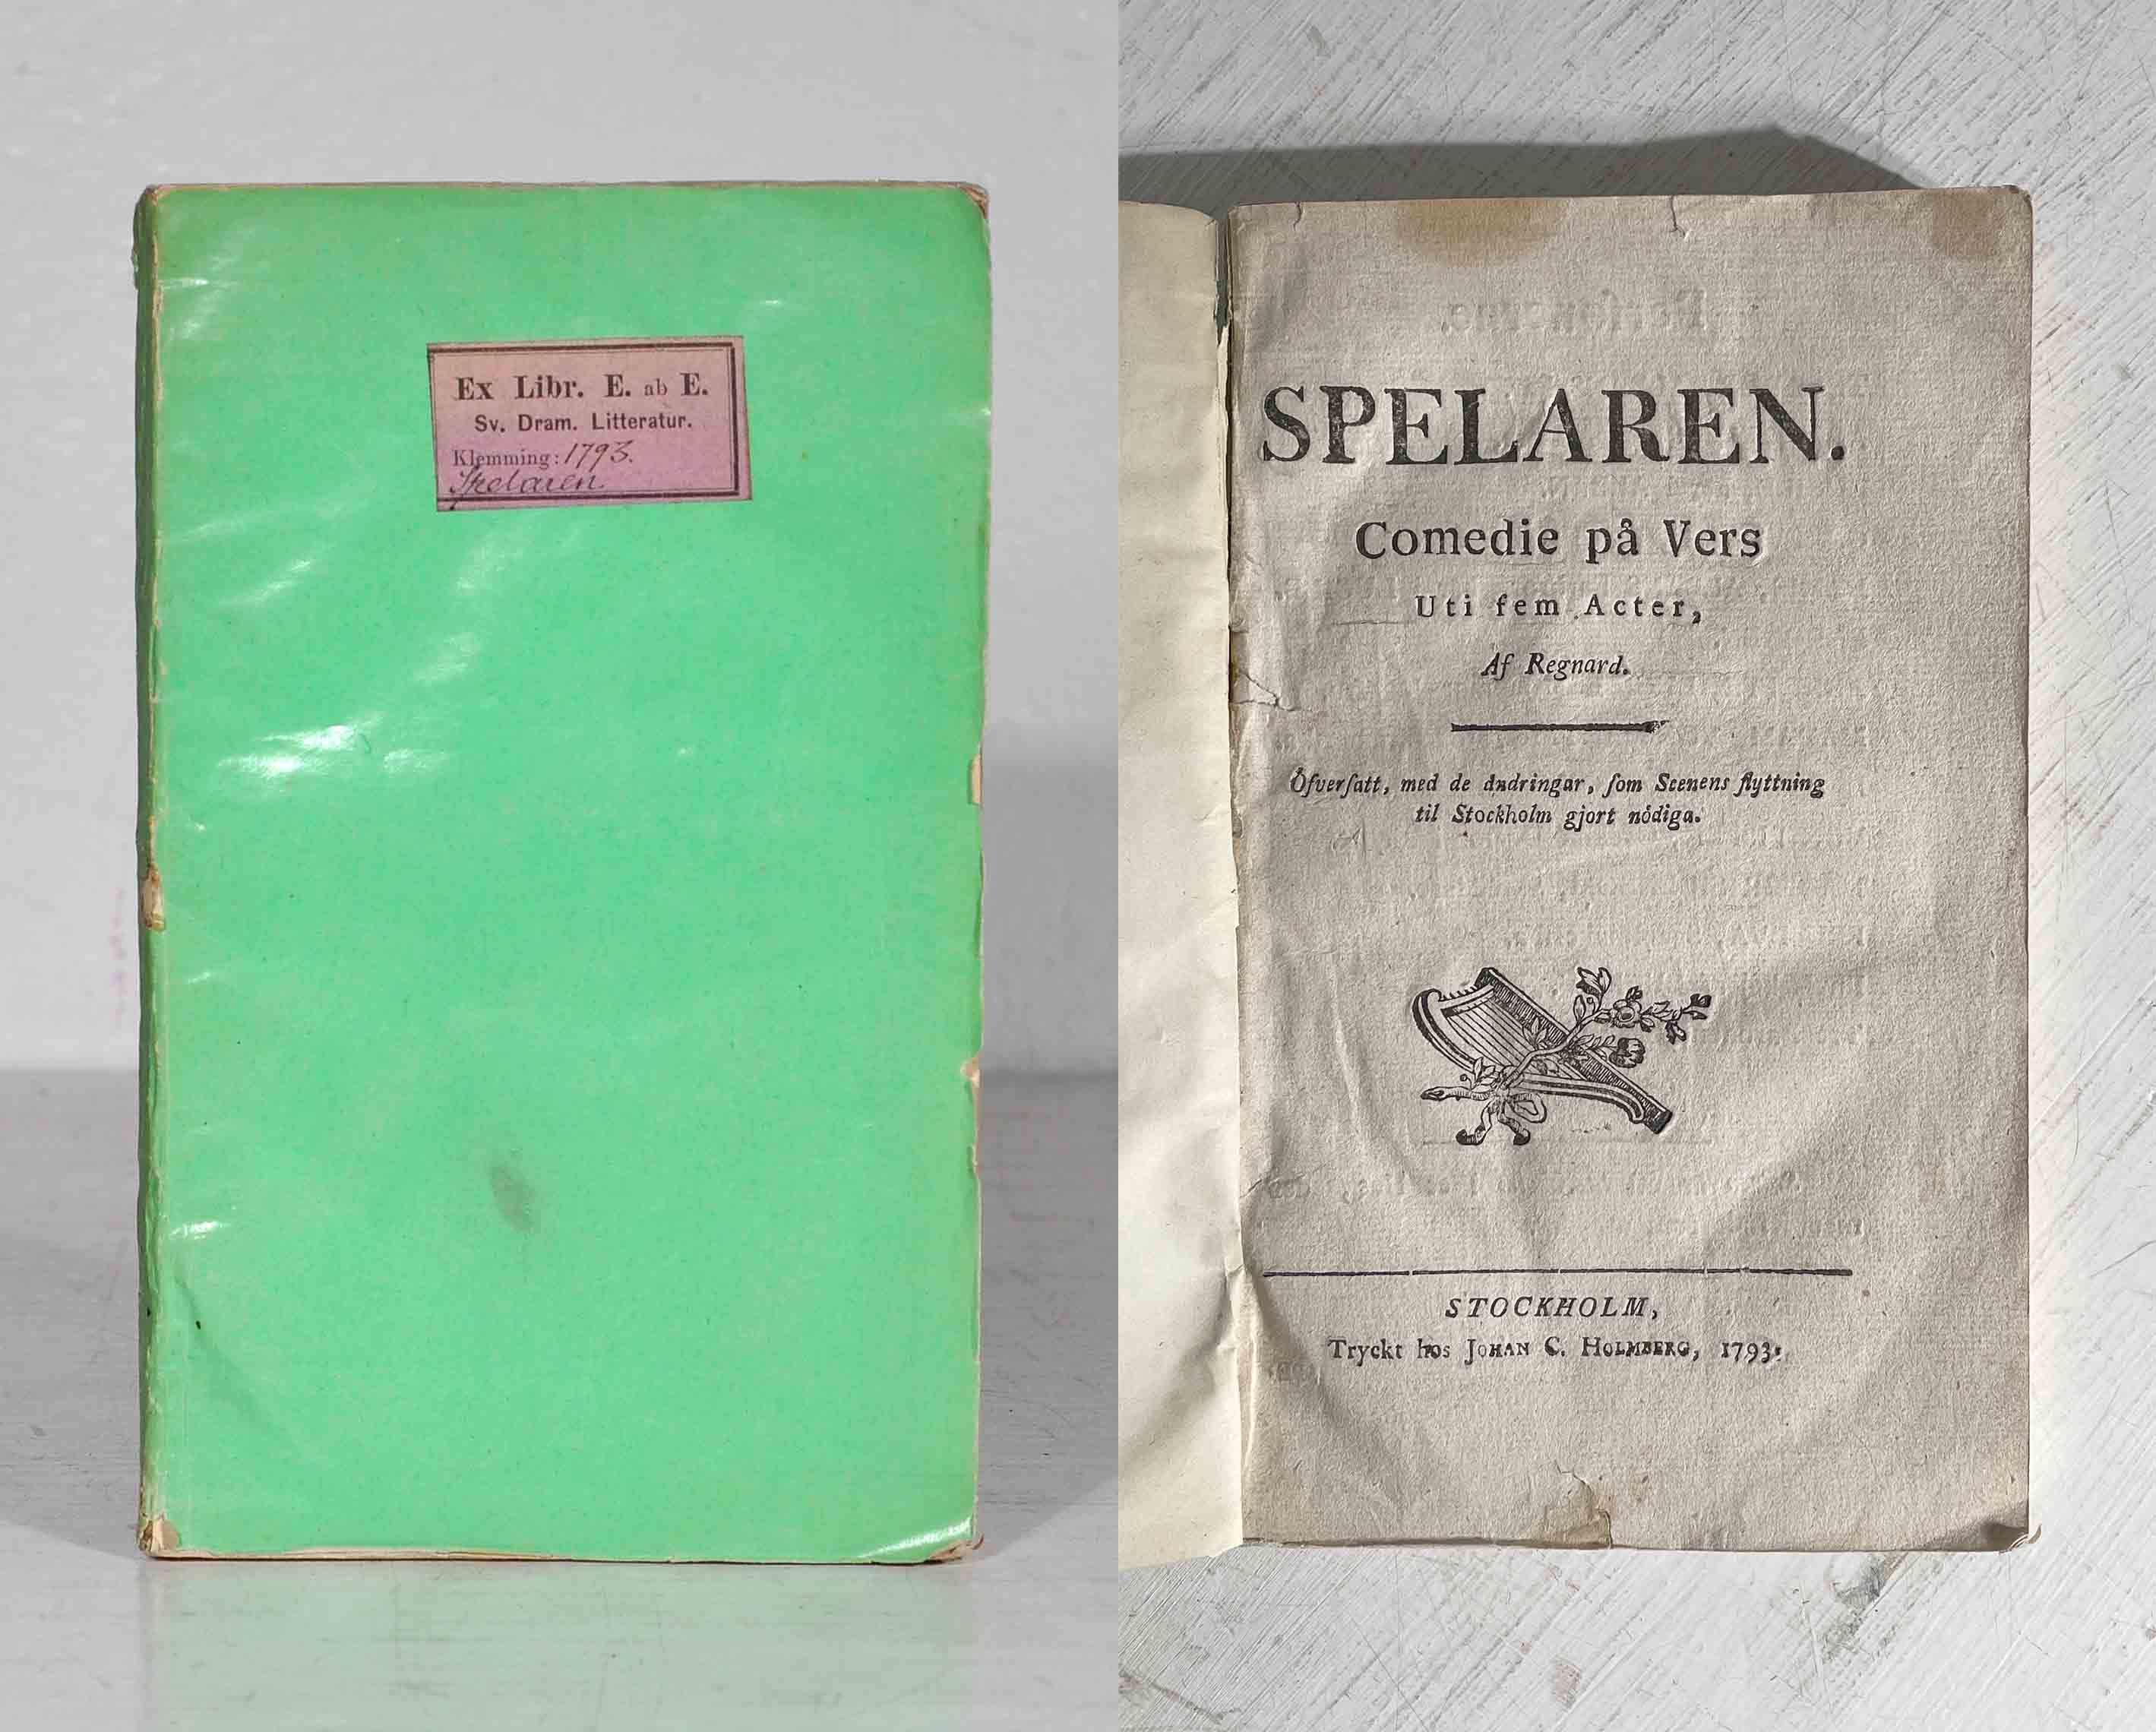 Ex Libr. E. ab E.
Sv. Dram. Litteratur.
Klemming: 1793.
Spelaren.
SPELAREN.
Comedie på Vers
Uti fem Acter,
Af Regnard.
Öfverſatt, med de ändringar, ſom Scenens flyttning
til Stockholm gjort nödiga.
STOCKHOLM,
Tryckt hos JOHAN C. HOLMBERG, 1793.